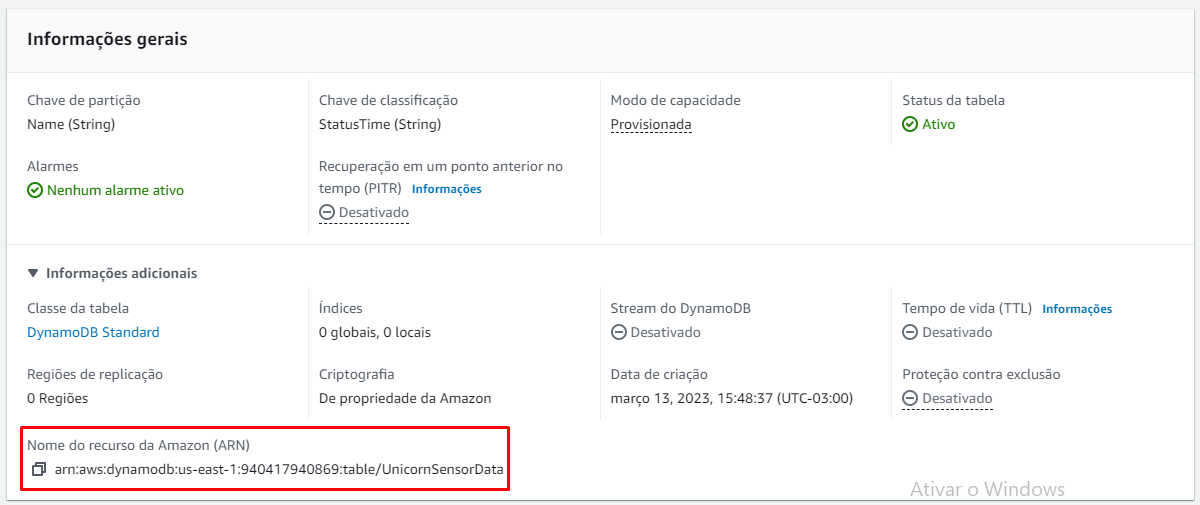 Informações gerais
Chave de partição
Name (String)
Chave de classificação
StatusTime (String)
Modo de capacidade
Provisionada
Status da tabela
Ativo
Alarmes
Nenhum alarme ativo
Recuperação em um ponto anterior no
tempo (PITR) Informações
Desativado
Informações adicionais
Classe da tabela
DynamoDB Standard
Índices
0 globais, 0 locais
Stream do DynamoDB
Desativado
Tempo de vida (TTL) Informações
Desativado
Regiões de replicação
0 Regiões
Criptografia
De propriedade da Amazon
Data de criação
março 13, 2023, 15:48:37 (UTC-03:00)
Proteção contra exclusão
Desativado
Nome do recurso da Amazon (ARN)
arn:aws:dynamodb:us-east-1:940417940869:table/UnicornSensorData
Ativar o Windows